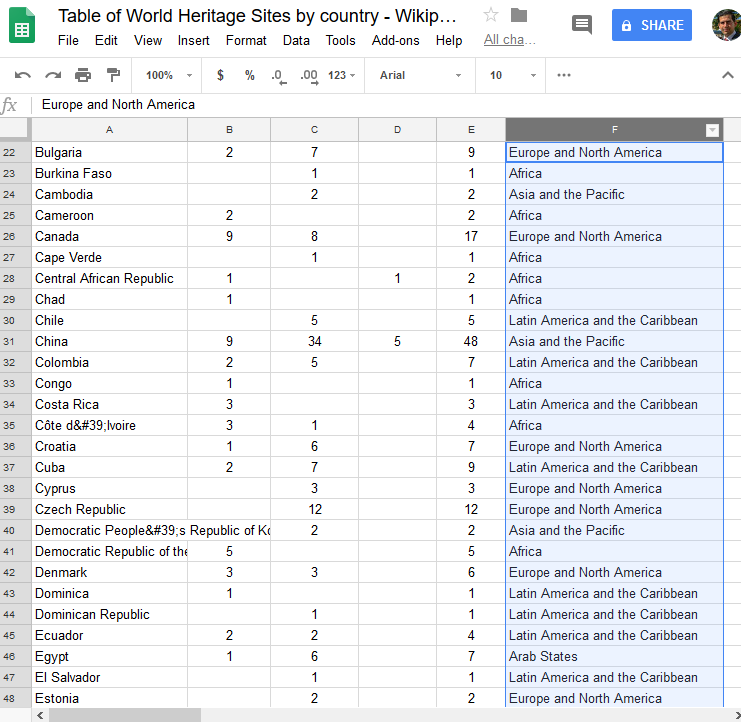 Table of World Heritage Sites by country - Wikip...
File Edit View Insert Format Data Tools Add-ons Help All cha...
SHARE
100% $ % .0 .00 123 Arial 10
fx Europe and North America
A B C D E F
22 Bulgaria 2 7 9 Europe and North America
23 Burkina Faso 1 1 Africa
24 Cambodia 2 2 Asia and the Pacific
25 Cameroon 2 2 Africa
26 Canada 9 8 17 Europe and North America
27 Cape Verde 1 1 Africa
28 Central African Republic 1 1 2 Africa
29 Chad 1 1 Africa
30 Chile 5 5 Latin America and the Caribbean
31 China 9 34 5 48 Asia and the Pacific
32 Colombia 2 5 7 Latin America and the Caribbean
33 Congo 1 1 Africa
34 Costa Rica 3 3 Latin America and the Caribbean
35 Côte d&#39;Ivoire 3 1 4 Africa
36 Croatia 1 6 7 Europe and North America
37 Cuba 2 7 9 Latin America and the Caribbean
38 Cyprus 3 3 Europe and North America
39 Czech Republic 12 12 Europe and North America
40 Democratic People&#39;s Republic of Ko 2 2 Asia and the Pacific
41 Democratic Republic of the 5 5 Africa
42 Denmark 3 3 6 Europe and North America
43 Dominica 1 1 Latin America and the Caribbean
44 Dominican Republic 1 1 Latin America and the Caribbean
45 Ecuador 2 2 4 Latin America and the Caribbean
46 Egypt 1 6 7 Arab States
47 El Salvador 1 1 Latin America and the Caribbean
48 Estonia 2 2 Europe and North America